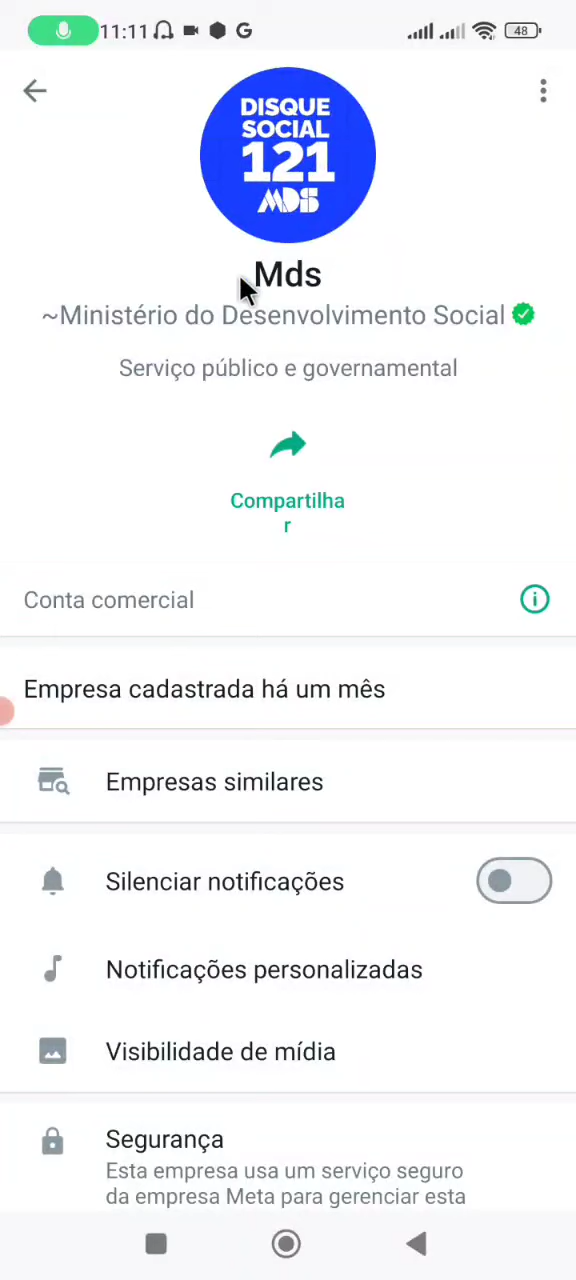 11:11 G 48
DISQUE
SOCIAL
121
MDS
Mds
~Ministério do Desenvolvimento Social
Serviço público e governamental
Compartilha
r
Conta comercial
Empresa cadastrada há um mês
Empresas similares
Silenciar notificações
Notificações personalizadas
Visibilidade de mídia
Segurança
Esta empresa usa um serviço seguro
da empresa Meta para gerenciar esta